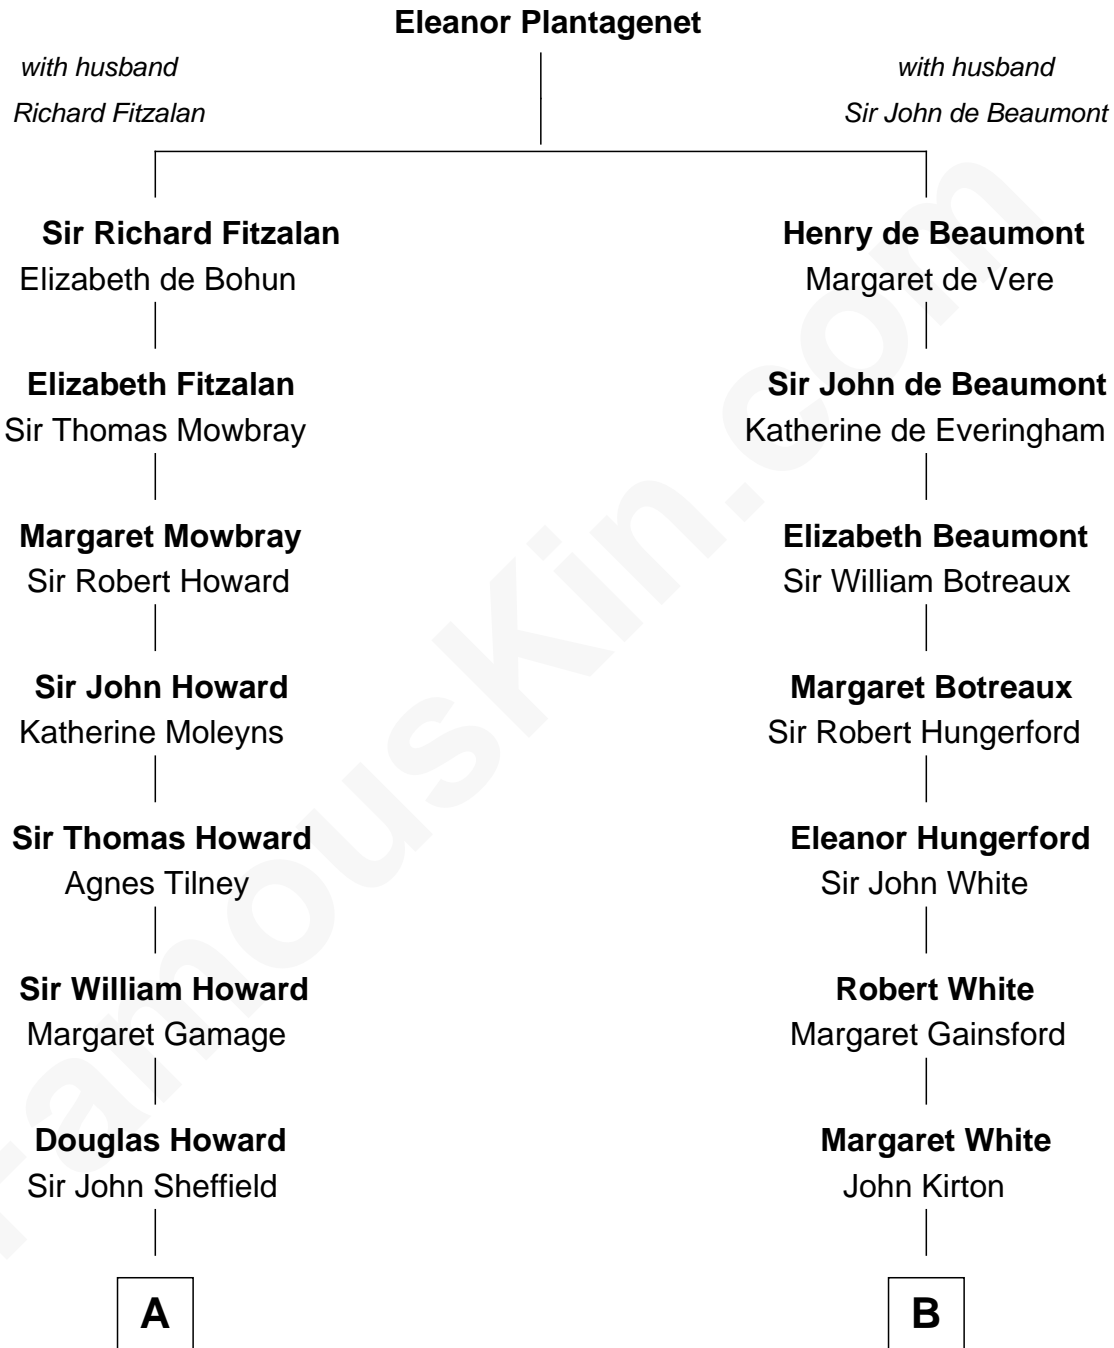 Eleanor Plantagenet
with husband
Richard Fitzalan
with husband
Sir John de Beaumont
Sir Richard Fitzalan
Elizabeth de Bohun
Henry de Beaumont
Margaret de Vere
Elizabeth Fitzalan
Sir Thomas Mowbray
Sir John de Beaumont
Katherine de Everingham
Margaret Mowbray
Sir Robert Howard
Elizabeth Beaumont
Sir William Botreaux
Sir John Howard
Katherine Moleyns
Margaret Botreaux
Sir Robert Hungerford
Sir Thomas Howard
Agnes Tilney
Eleanor Hungerford
Sir John White
Sir William Howard
Margaret Gamage
Robert White
Margaret Gainsford
Douglas Howard
Sir John Sheffield
Margaret White
John Kirton
A
B
FamousKin.com